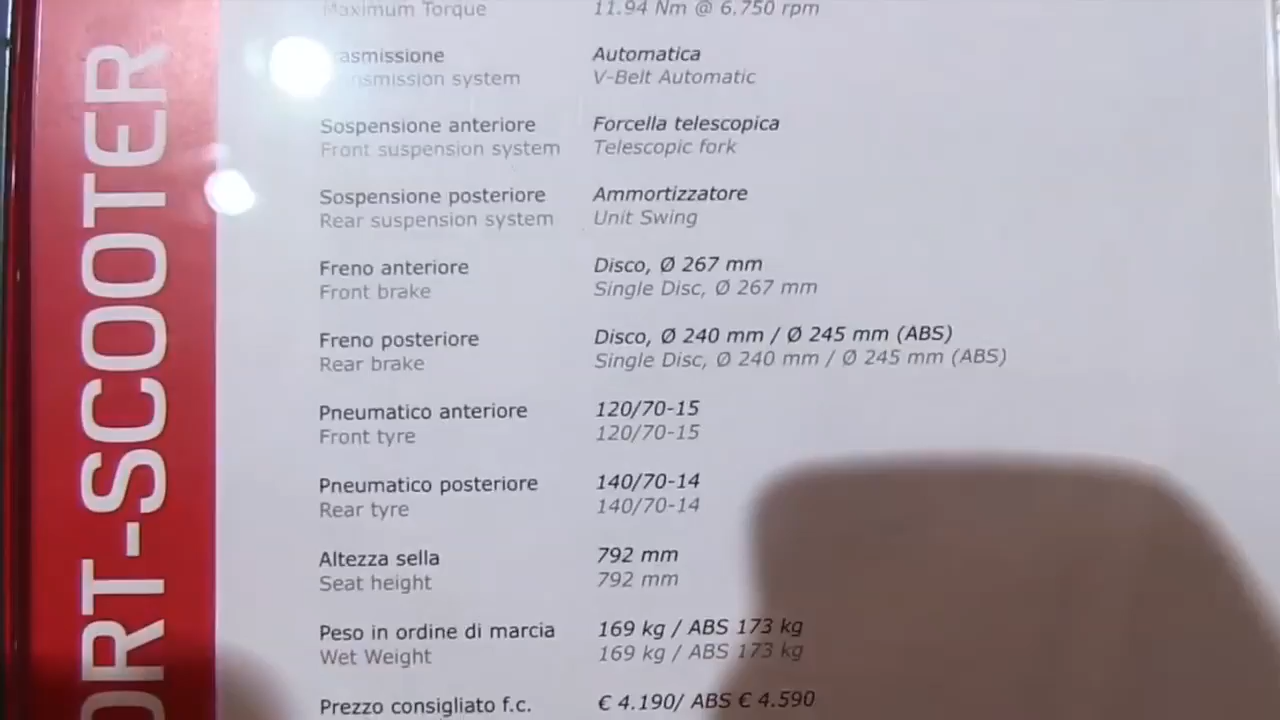 Maximum Torque 11.94 Nm @ 6.750 rpm
Automatica
V-Belt Automatic
Sospensione anteriore Forcella telescopica
Front suspension system Telescopic fork
Sospensione posteriore Ammortizzatore
Rear suspension system Unit Swing
Freno anteriore Disco, Ø 267 mm
Front brake Single Disc, Ø 267 mm
Freno posteriore Disco, Ø 240 mm / Ø 245 mm (ABS)
Rear brake Single Disc, Ø 240 mm / Ø 245 mm (ABS)
Pneumatico anteriore 120/70-15
Front tyre 120/70-15
Pneumatico posteriore 140/70-14
Rear tyre 140/70-14
Altezza sella 792 mm
Seat height 792 mm
Peso in ordine di marcia 169 kg / ABS 173 kg
Wet Weight 169 kg / ABS 173 kg
Prezzo consigliato f.c. € 4.190/ ABS € 4.590
ORT-SCOOTER